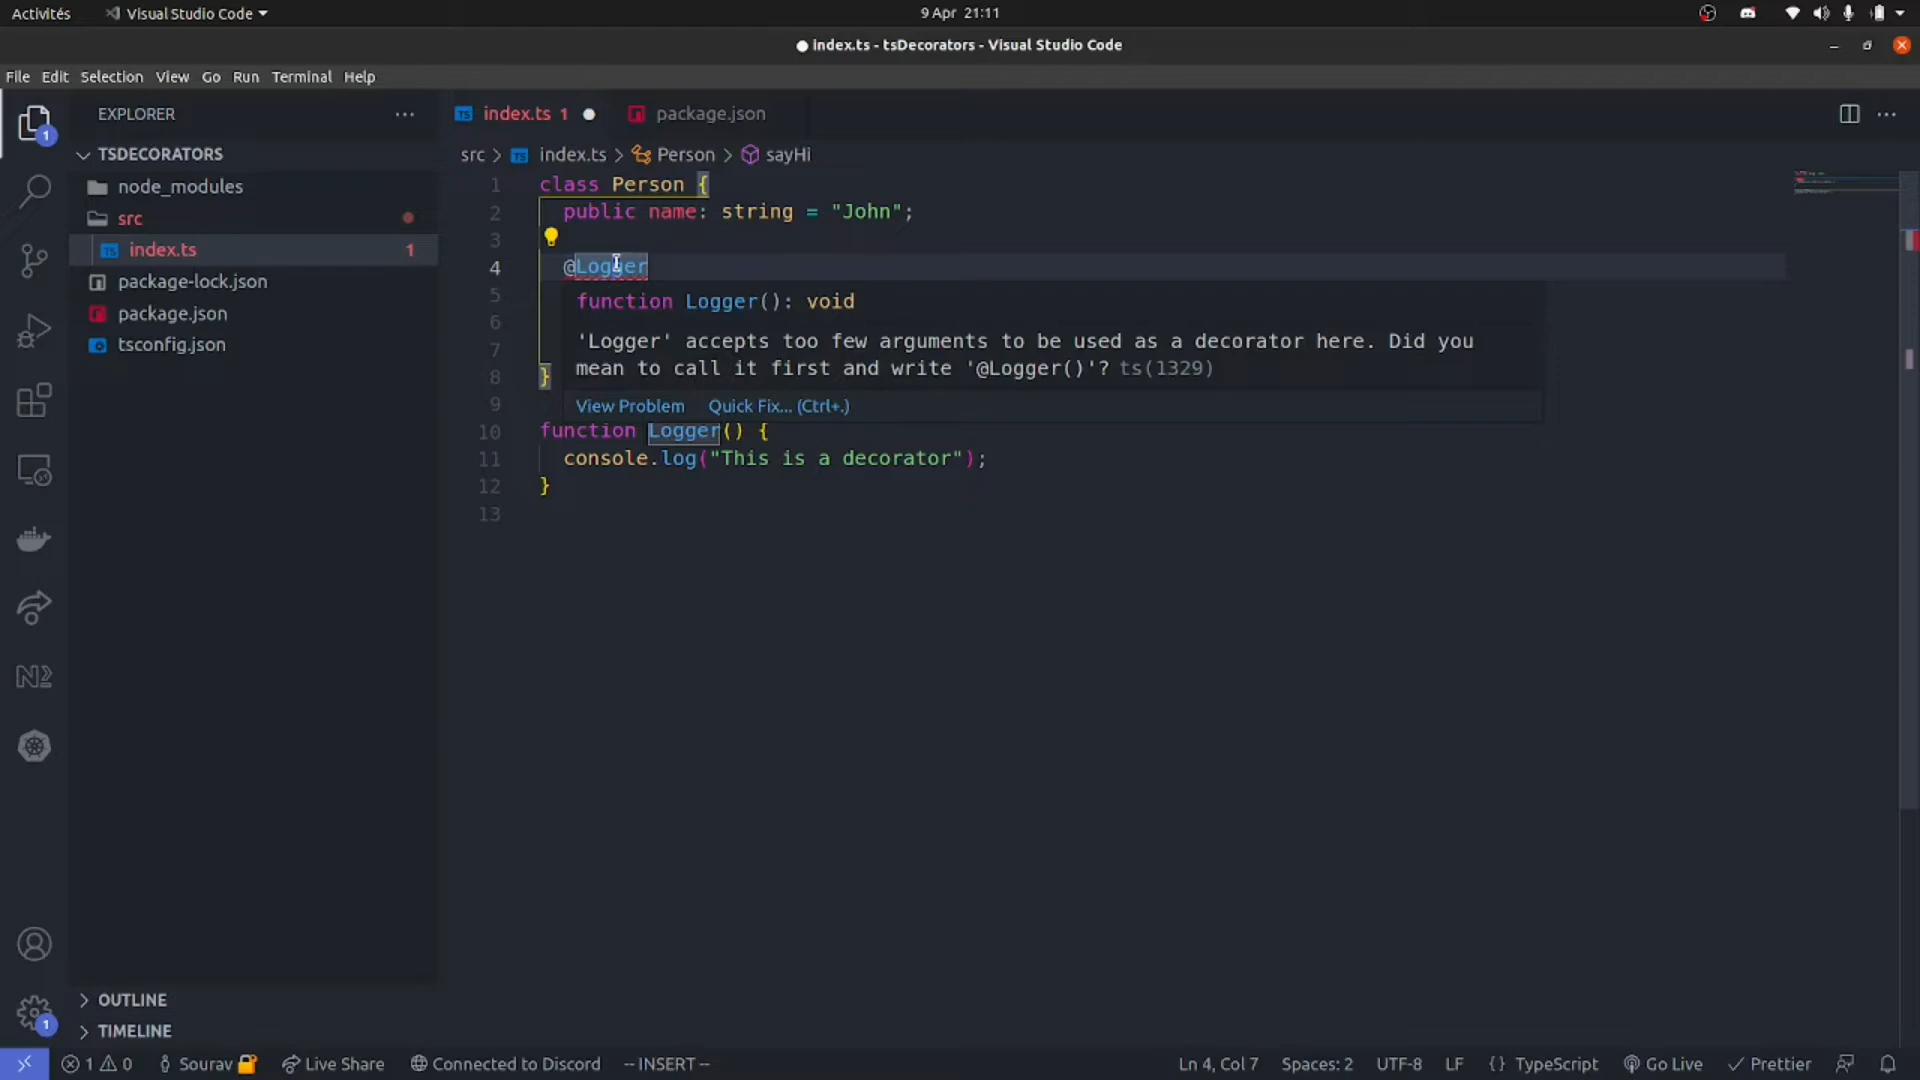 Activités
Visual Studio Code
9 Apr 21:11
index.ts - tsDecorators - Visual Studio Code
File Edit Selection View Go Run Terminal Help
EXPLORER
TSDECORATORS
node_modules
src
index.ts 1
package-lock.json
package.json
tsconfig.json
OUTLINE
TIMELINE
1
1
index.ts 1
package.json
src > index.ts > Person > sayHi
1 class Person {
2 public name: string = "John";
3
4 @Logger
5 function Logger(): void
6
7 'Logger' accepts too few arguments to be used as a decorator here. Did you
8 } mean to call it first and write '@Logger()'? ts(1329)
9 View Problem Quick Fix... (Ctrl+.)
10 function Logger() {
11 console.log("This is a decorator");
12 }
13
1 0 Sourav Live Share Connected to Discord -- INSERT -- Ln 4, Col 7 Spaces: 2 UTF-8 LF {} TypeScript Go Live Prettier